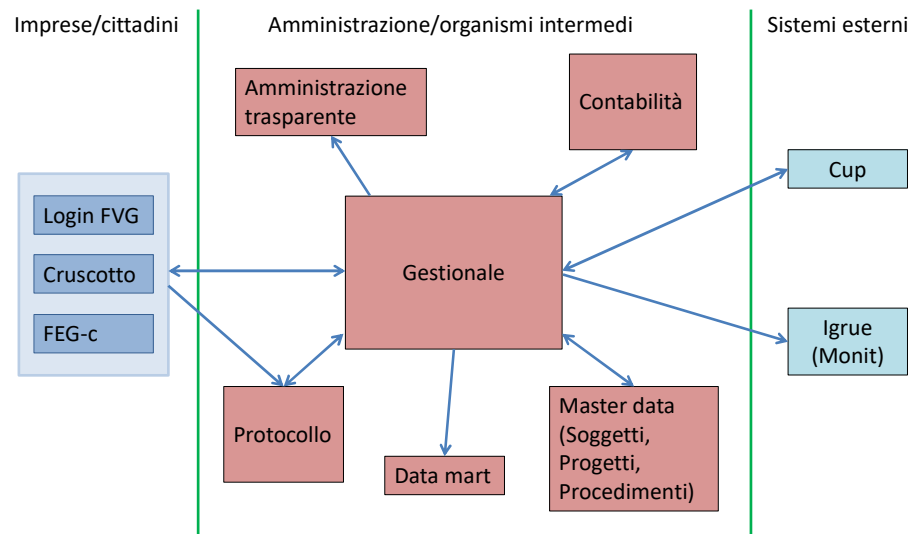 Imprese/cittadini
Amministrazione/organismi intermedi
Sistemi esterni
Amministrazione
trasparente
Contabilità
Login FVG
Cruscotto
FEG-c
Gestionale
Cup
Igrue
(Monit)
Protocollo
Data mart
Master data
(Soggetti,
Progetti,
Procedimenti)